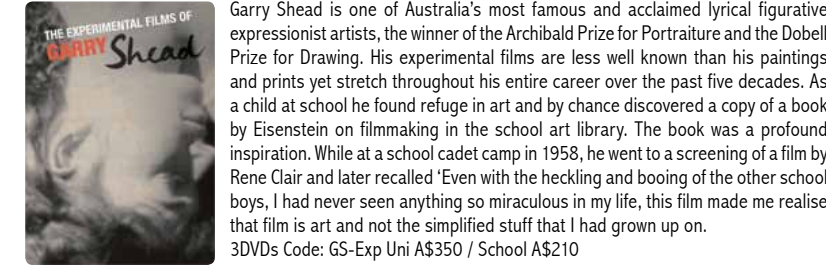 THE EXPERIMENTAL FILMS OF
GARRY Shead
Garry Shead is one of Australia's most famous and acclaimed lyrical figurative
expressionist artists, the winner of the Archibald Prize for Portraiture and the Dobell
Prize for Drawing. His experimental films are less well known than his paintings
and prints yet stretch throughout his entire career over the past five decades. As
a child at school he found refuge in art and by chance discovered a copy of a book
by Eisenstein on filmmaking in the school art library. The book was a profound
inspiration. While at a school cadet camp in 1958, he went to a screening of a film by
Rene Clair and later recalled ‘Even with the heckling and booing of the other school
boys, I had never seen anything so miraculous in my life, this film made me realise
that film is art and not the simplified stuff that I had grown up on.
3DVDs Code: GS-Exp Uni A$350 / School A$210